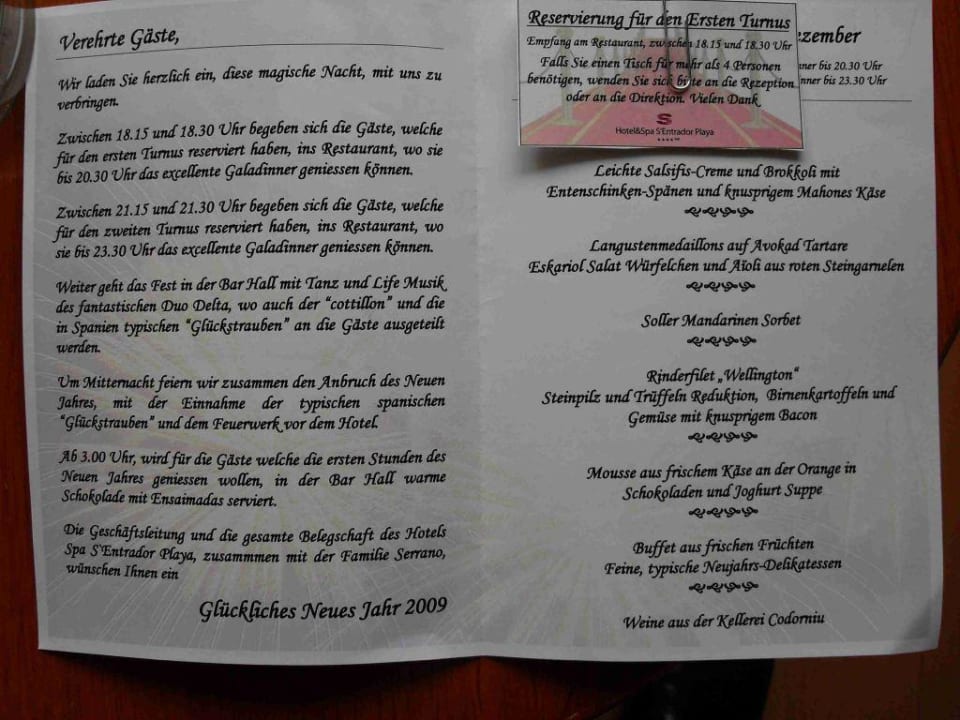 Verehrte Gäste,
Wir laden Sie herzlich ein, diese magische Nacht, mit uns zu
verbringen.
Zwischen 18.15 und 18.30 Uhr begeben sich die Gäste, welche
für den ersten Turnus reserviert haben, ins Restaurant, wo sie
bis 20.30 Uhr das excellente Galadinner geniessen können.
Zwischen 21.15 und 21.30 Uhr begeben sich die Gäste, welche
für den zweiten Turnus reserviert haben, ins Restaurant, wo
sie bis 23.30 Uhr das excellente Galadinner geniessen können.
Weiter geht das Fest in der Bar Hall mit Tanz und Life Musik
des fantastischen Duo Delta, wo auch der "cottillon" und die
in Spanien typischen "Glückstrauben" an die Gäste ausgeteilt
werden.
Um Mitternacht feiern wir zusammen den Anbruch des Neuen
Jahres, mit der Einnahme der typischen spanischen
"Glückstrauben" und dem Feuerwerk vor dem Hotel.
Ab 3.00 Uhr, wird für die Gäste welche die ersten Stunden des
Neuen Jahres geniessen wollen, in der Bar Hall warme
Schokolade mit Ensaimadas serviert.
Die Geschäftsleitung und die gesamte Belegschaft des Hotels
Spa S'Entrador Playa, zusammmen mit der Familie Serrano,
wünschen Ihnen ein
Glückliches Neues Jahr 2009
Reservierung für den Ersten Turnus
Empfang am Restaurant, zwischen 18.15 und 18.30 Uhr
Falls Sie einen Tisch für mehr als 4 Personen
benötigen, wenden Sie sich bitte an die Rezeption
oder an die Direktion. Vielen Dank
S
Hotel&Spa S'Entrador Playa
zember
nner bis 20.30 Uhr
nner bis 23.30 Uhr
Leichte Salsifis-Creme und Brokkoli mit
Entenschinken-Spänen und knusprigem Mahones Käse
Langustenmedaillons auf Avokad Tartare
Eskariol Salat Würfelchen und Aïoli aus roten Steingarnelen
Soller Mandarinen Sorbet
Rinderfilet „Wellington“
Steinpilz und Trüffeln Reduktion, Birnenkartoffeln und
Gemüse mit knusprigem Bacon
Mousse aus frischem Käse an der Orange in
Schokoladen und Joghurt Suppe
Buffet aus frischen Früchten
Feine, typische Neujahrs-Delikatessen
Weine aus der Kellerei Codorniu